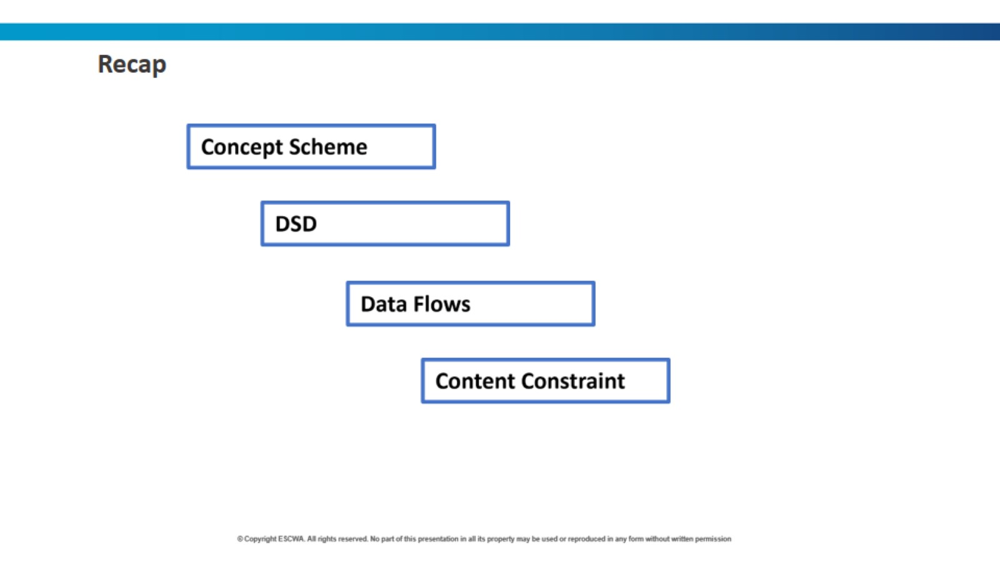 Recap
Concept Scheme
DSD
Data Flows
Content Constraint
© Copyright ESCWA. All rights reserved. No part of this presentation in all its property may be used or reproduced in any form without written permission